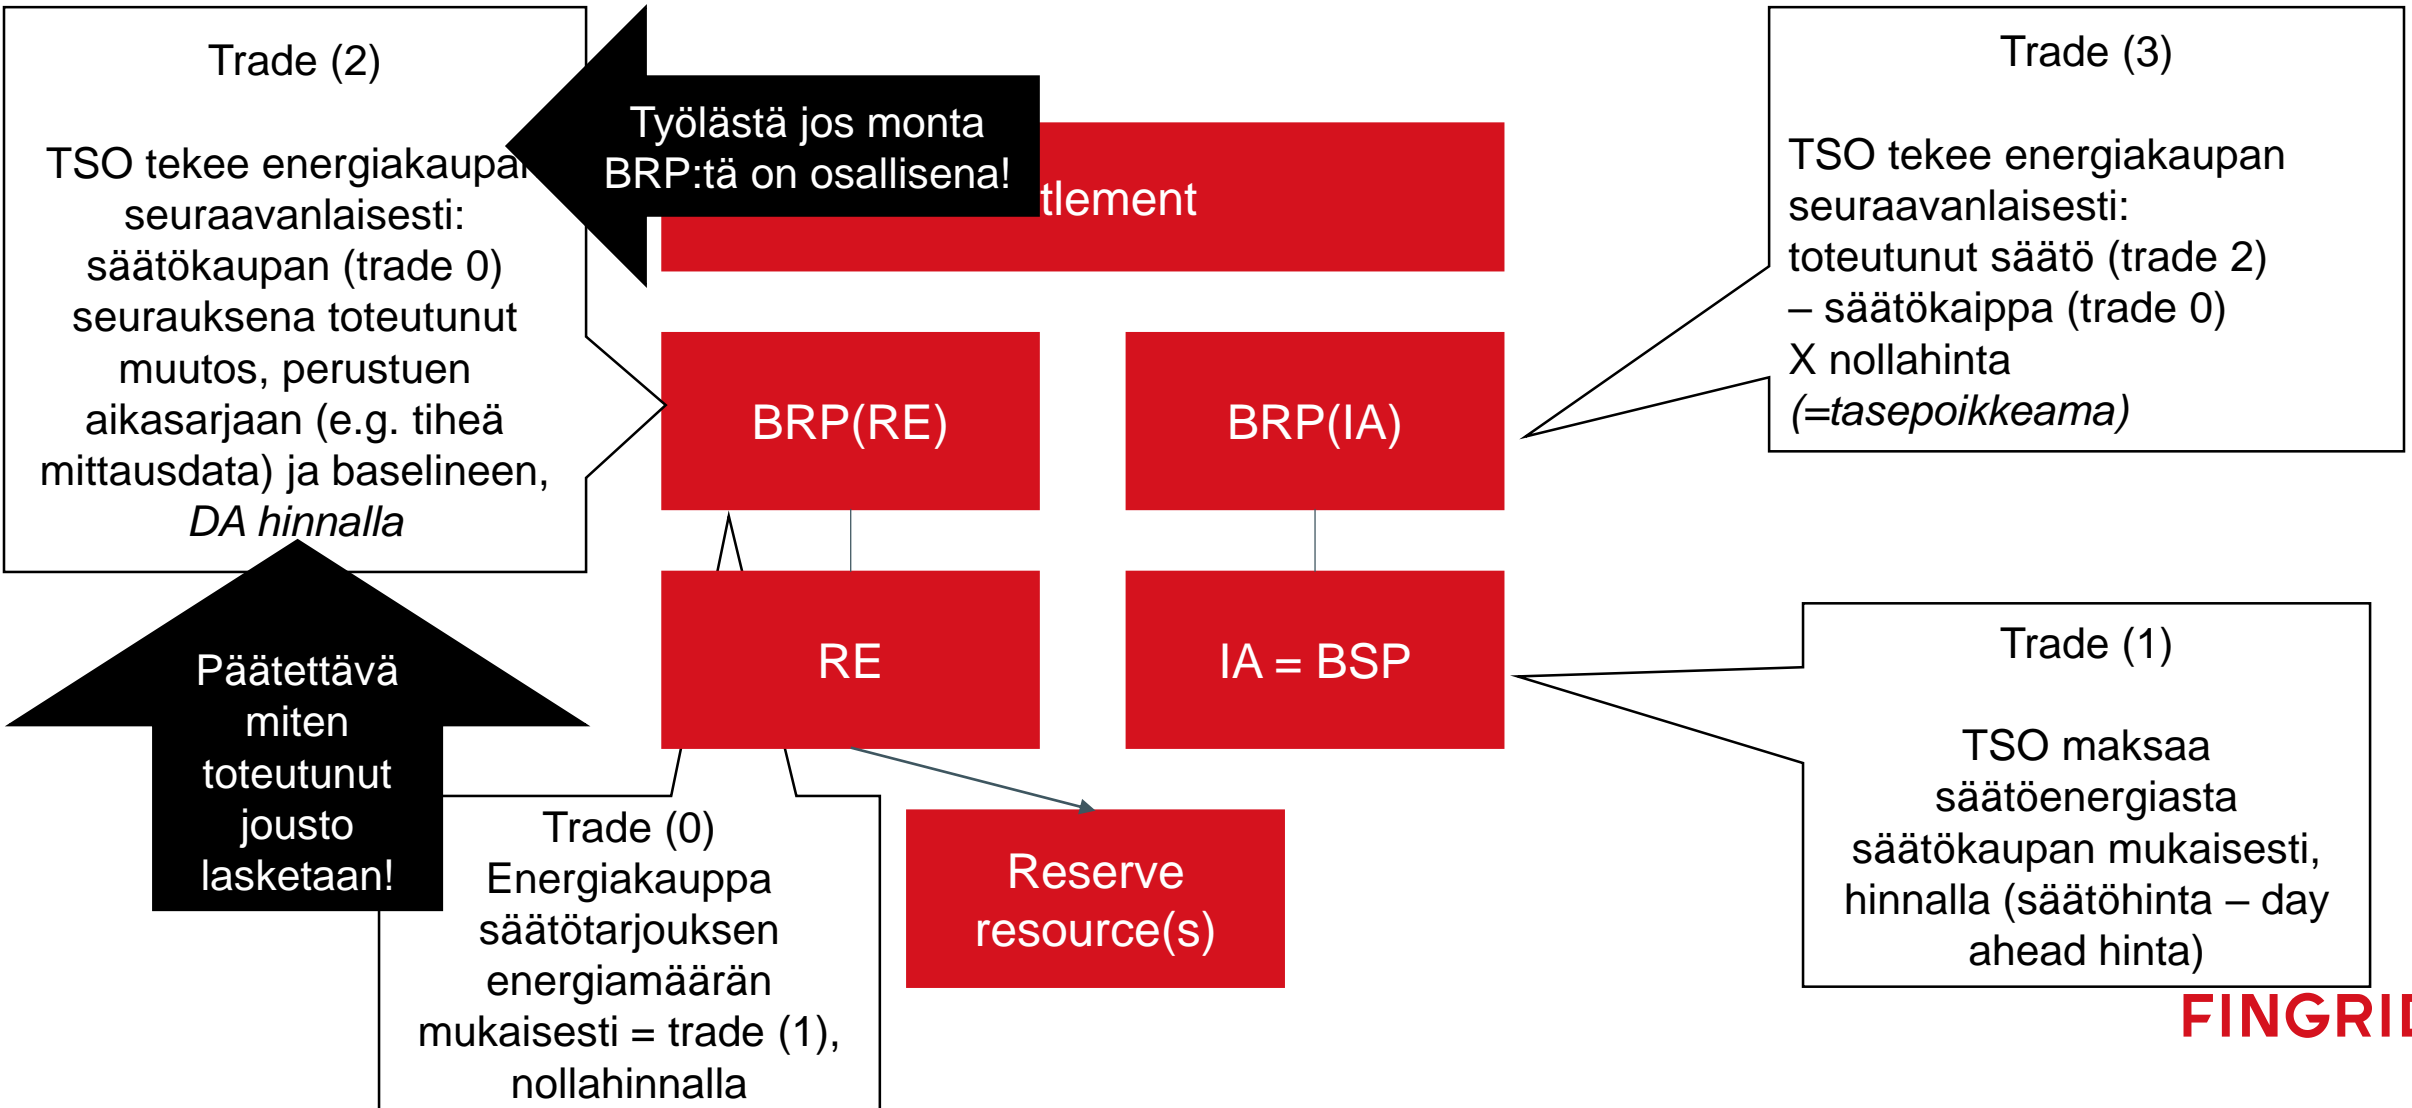 Trade (2)
TSO tekee energiakaupan
seuraavanlaisesti:
säätökaupan (trade 0)
seurauksena toteutunut
muutos, perustuen
aikasarjaan (e.g. tiheä
mittausdata) ja baselineen,
DA hinnalla
Työlästä jos monta
BRP:tä on osallisena!
tlement
Trade (3)
TSO tekee energiakaupan
seuraavanlaisesti:
toteutunut säätö (trade 2)
– säätökaippa (trade 0)
X nollahinta
(=tasepoikkeama)
BRP(RE)
BRP(IA)
RE
IA = BSP
Päätettävä
miten
toteutunut
jousto
lasketaan!
Trade (0)
Energiakauppa
säätötarjouksen
energiamäärän
mukaisesti = trade (1),
nollahinnalla
Reserve
resource(s)
Trade (1)
TSO maksaa
säätöenergiasta
säätökaupan mukaisesti,
hinnalla (säätöhinta – day
ahead hinta)
FINGRID